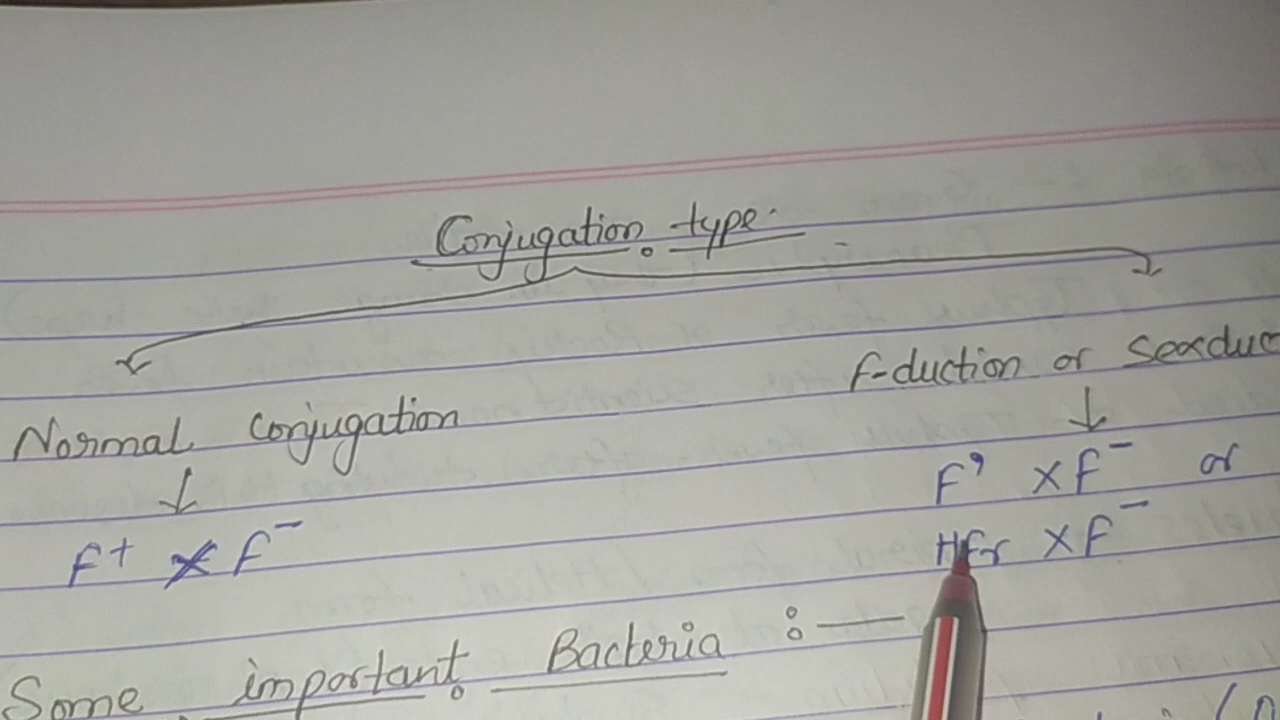 Conjugation type.
f-duction or Sexduc
Normal Conjugation
F' × F⁻ or
F+ × F⁻
Hfr × F⁻
Some important Bacteria :—